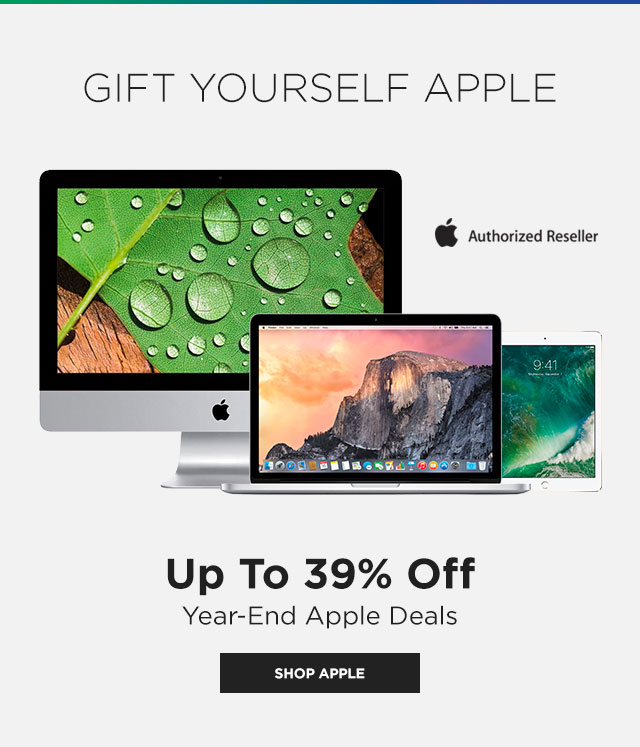 GIFT YOURSELF APPLE
Authorized Reseller
9:41
Up To 39% Off
Year-End Apple Deals
SHOP APPLE